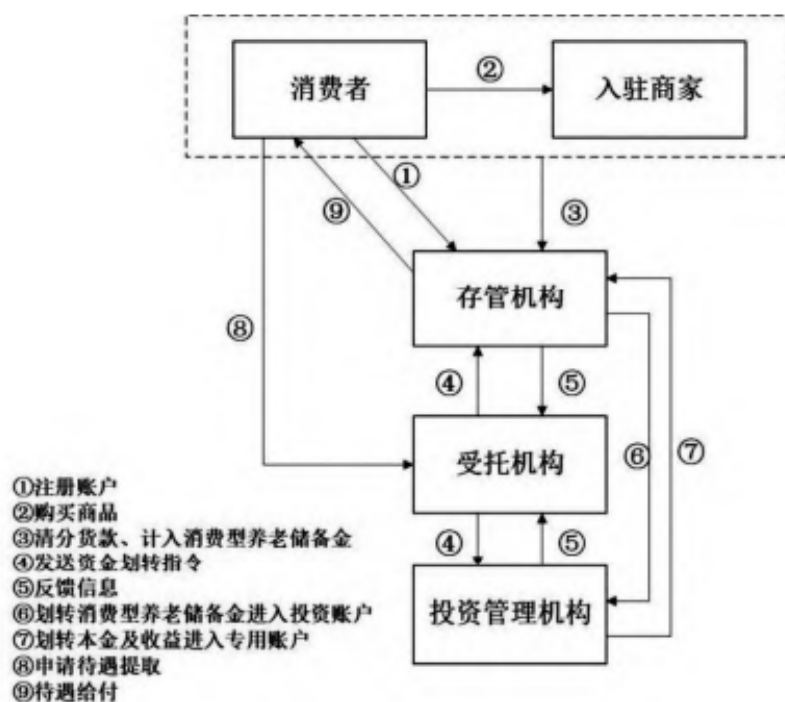 消费者
②
入驻商家
①
⑨
③
存管机构
⑧
④
⑤
受托机构
⑥
⑦
④
⑤
投资管理机构
①注册账户
②购买商品
③清分货款、计入消费型养老储备金
④发送资金划转指令
⑤反馈信息
⑥划转消费型养老储备金进入投资账户
⑦划转本金及收益进入专用账户
⑧申请待遇提取
⑨待遇给付